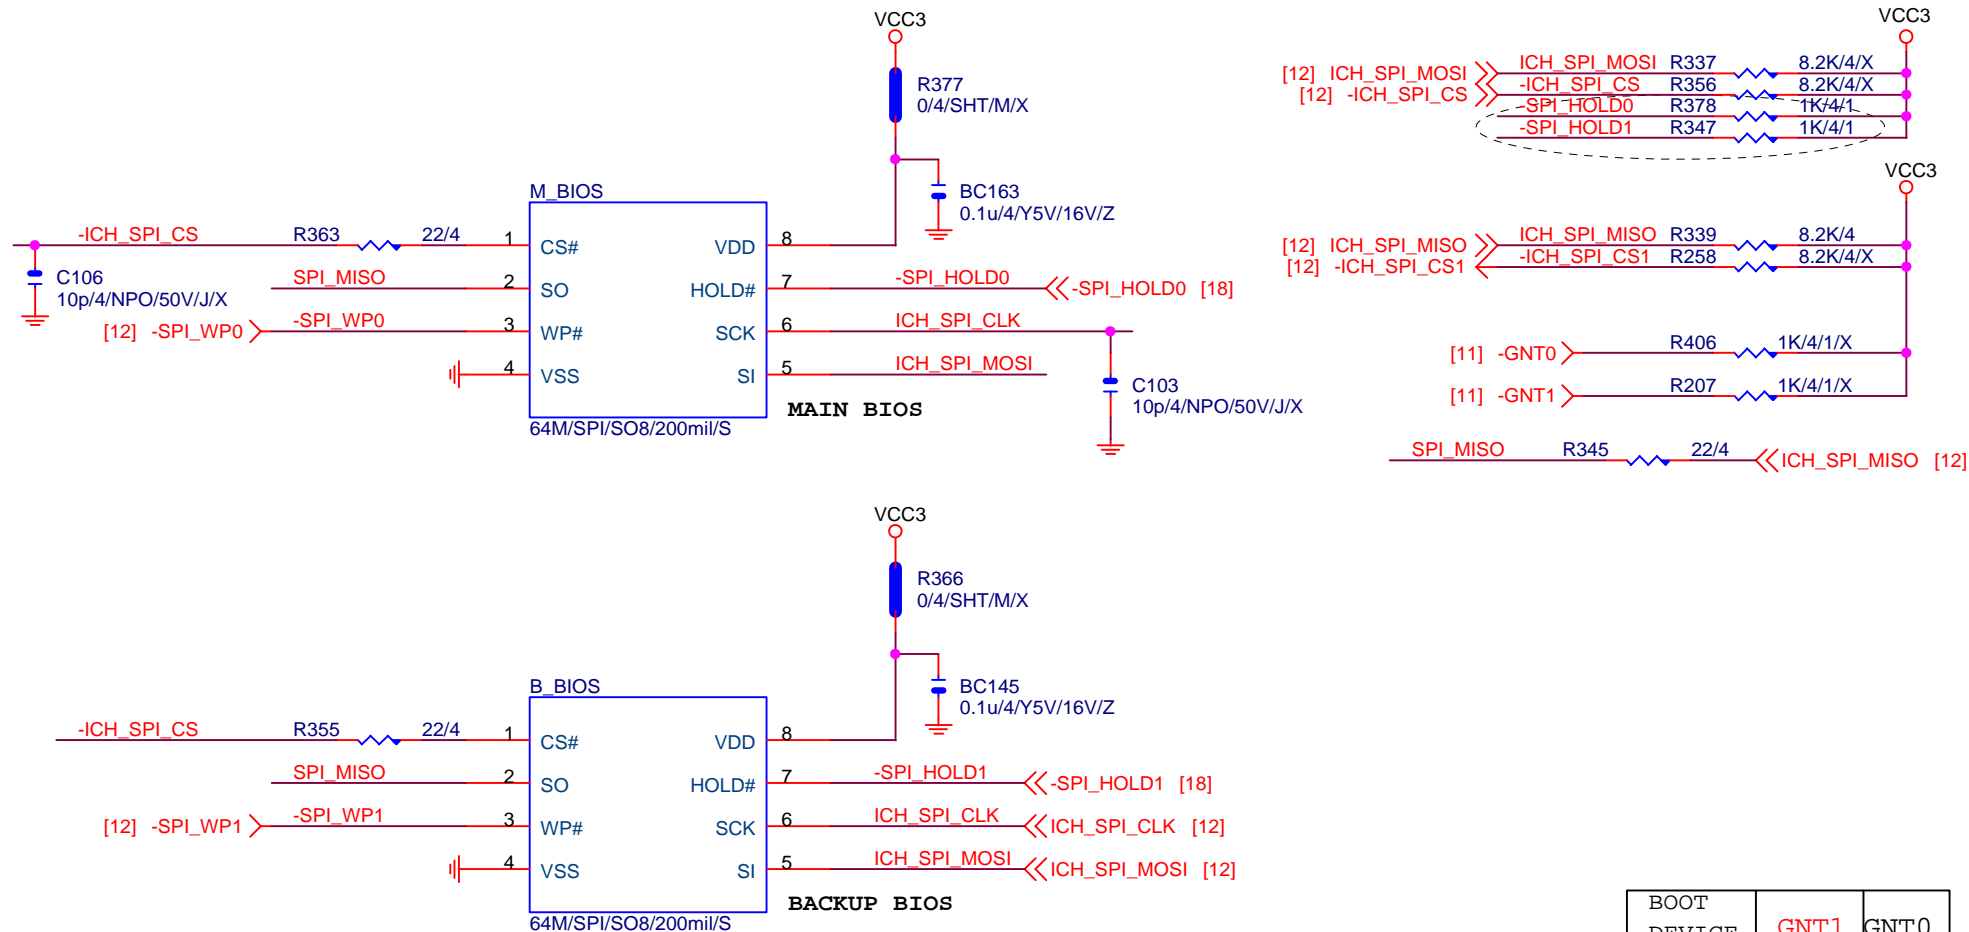 VCC3
R377
0/4/SHT/M/X
BC163
0.1u/4/Y5V/16V/Z
M_BIOS
-ICH_SPI_CS R363 22/4 1 CS# VDD 8
C106
10p/4/NPO/50V/J/X
SPI_MISO 2 SO HOLD# 7 -SPI_HOLD0 -SPI_HOLD0 [18]
[12] -SPI_WP0 -SPI_WP0 3 WP# SCK 6 ICH_SPI_CLK
4 VSS SI 5 ICH_SPI_MOSI
C103
10p/4/NPO/50V/J/X
MAIN BIOS
64M/SPI/SO8/200mil/S
VCC3
[12] ICH_SPI_MOSI ICH_SPI_MOSI R337 8.2K/4/X
[12] -ICH_SPI_CS -ICH_SPI_CS R356 8.2K/4/X
-SPI_HOLD0 R378 1K/4/1
-SPI_HOLD1 R347 1K/4/1
VCC3
[12] ICH_SPI_MISO ICH_SPI_MISO R339 8.2K/4
[12] -ICH_SPI_CS1 -ICH_SPI_CS1 R258 8.2K/4/X
[11] -GNT0 R406 1K/4/1/X
[11] -GNT1 R207 1K/4/1/X
SPI_MISO R345 22/4 ICH_SPI_MISO [12]
VCC3
R366
0/4/SHT/M/X
BC145
0.1u/4/Y5V/16V/Z
B_BIOS
-ICH_SPI_CS R355 22/4 1 CS# VDD 8
SPI_MISO 2 SO HOLD# 7 -SPI_HOLD1 -SPI_HOLD1 [18]
[12] -SPI_WP1 -SPI_WP1 3 WP# SCK 6 ICH_SPI_CLK ICH_SPI_CLK [12]
4 VSS SI 5 ICH_SPI_MOSI ICH_SPI_MOSI [12]
BACKUP BIOS
64M/SPI/SO8/200mil/S
BOOT
DEVICE GNT1 GNT0